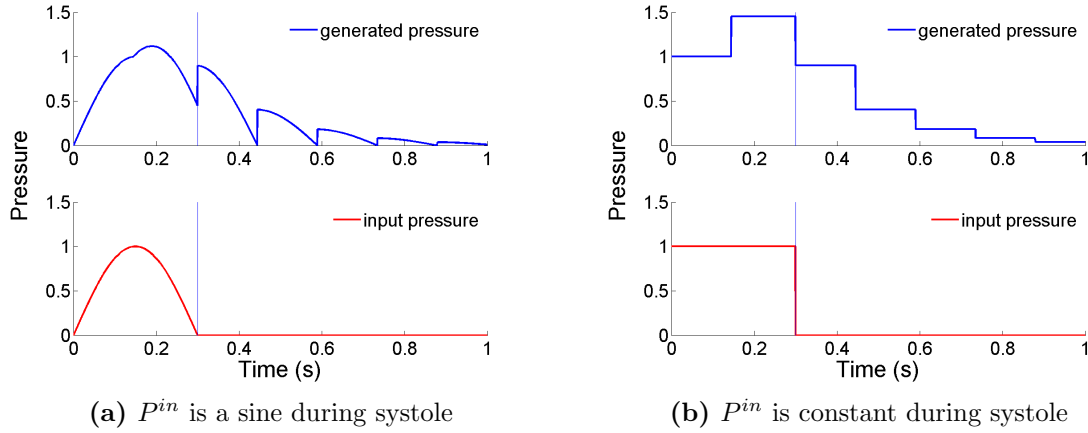 1.5
generated pressure
1
0.5
0
0 0.2 0.4 0.6 0.8 1
Pressure
1.5
input pressure
1
0.5
0
0 0.2 0.4 0.6 0.8 1
Time (s)
(a) P^{in} is a sine during systole
1.5
generated pressure
1
0.5
0
0 0.2 0.4 0.6 0.8 1
Pressure
1.5
input pressure
1
0.5
0
0 0.2 0.4 0.6 0.8 1
Time (s)
(b) P^{in} is constant during systole